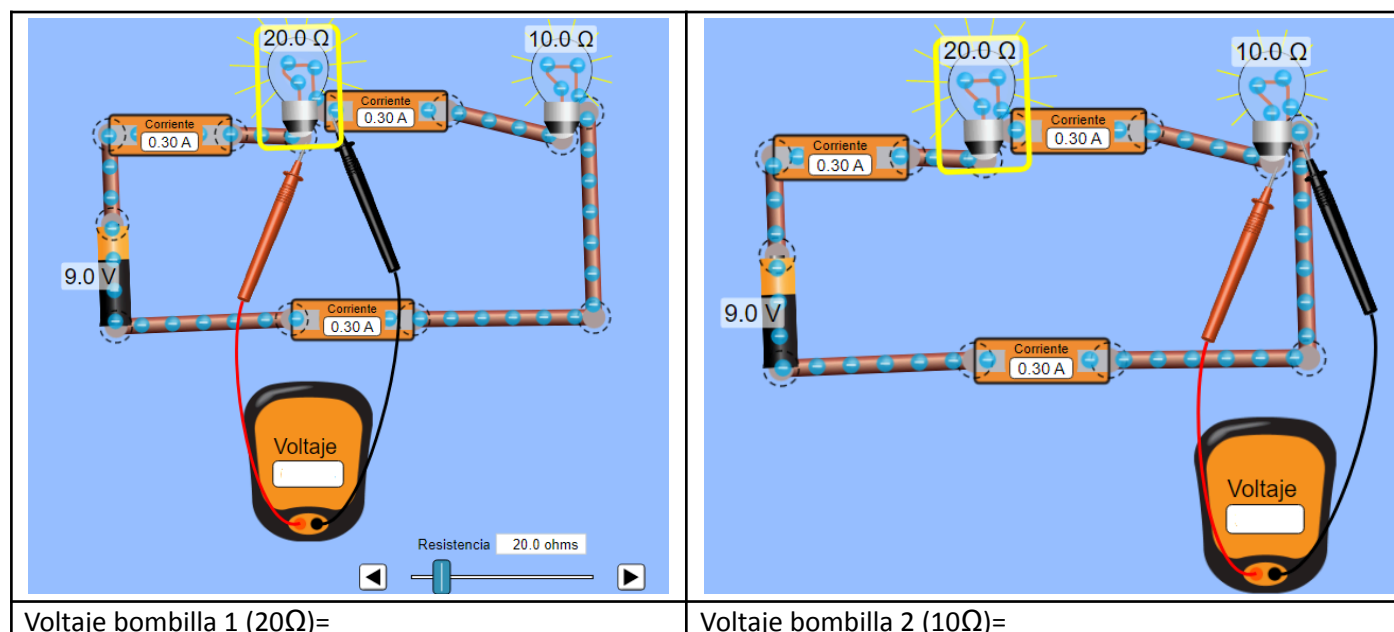 20.0 Ω
10.0 Ω
Corriente
0.30 A
Corriente
0.30 A
9.0 V
Corriente
0.30 A
Voltaje
Resistencia 20.0 ohms
Voltaje bombilla 1 (20Ω)=
20.0 Ω
10.0 Ω
Corriente
0.30 A
Corriente
0.30 A
9.0 V
Corriente
0.30 A
Voltaje
Voltaje bombilla 2 (10Ω)=